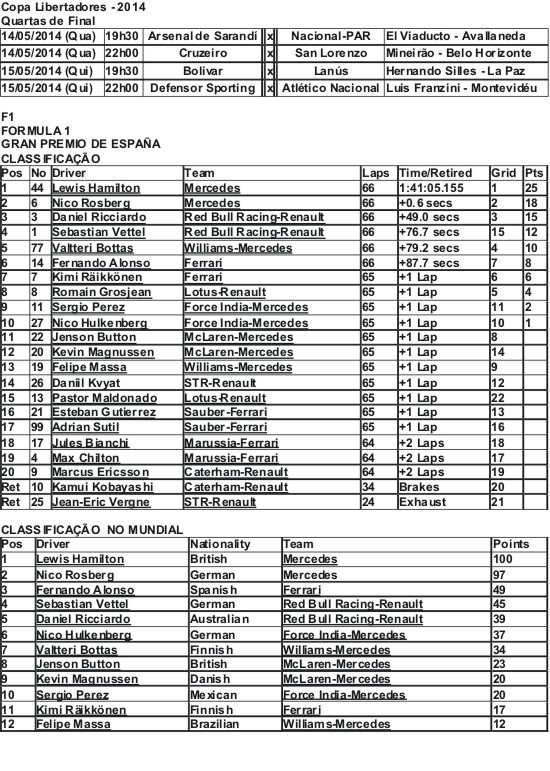 Copa Libertadores - 2014
Quartas de Final
14/05/2014 (Qua) 19h30 Arsenal de Sarandí x Nacional-PAR El Viaducto - Avallaneda
14/05/2014 (Qua) 22h00 Cruzeiro x San Lorenzo Mineirão - Belo Horizonte
15/05/2014 (Qui) 19h30 Bolívar x Lanús Hernando Silles - La Paz
15/05/2014 (Qui) 22h00 Defensor Sporting x Atlético Nacional Luis Franzini - Montevidéu
F1
FORMULA 1
GRAN PREMIO DE ESPAÑA
CLASSIFICAÇÃO
Pos No Driver Team Laps Time/Retired Grid Pts
1 44 Lewis Hamilton Mercedes 66 1:41:05.155 1 25
2 6 Nico Rosberg Mercedes 66 +0.6 secs 2 18
3 3 Daniel Ricciardo Red Bull Racing-Renault 66 +49.0 secs 3 15
4 1 Sebastian Vettel Red Bull Racing-Renault 66 +76.7 secs 15 12
5 77 Valtteri Bottas Williams-Mercedes 66 +79.2 secs 4 10
6 14 Fernando Alonso Ferrari 66 +87.7 secs 7 8
7 7 Kimi Räikkönen Ferrari 65 +1 Lap 6 6
8 8 Romain Grosjean Lotus-Renault 65 +1 Lap 5 4
9 11 Sergio Perez Force India-Mercedes 65 +1 Lap 11 2
10 27 Nico Hulkenberg Force India-Mercedes 65 +1 Lap 10 1
11 22 Jenson Button McLaren-Mercedes 65 +1 Lap 8
12 20 Kevin Magnussen McLaren-Mercedes 65 +1 Lap 14
13 19 Felipe Massa Williams-Mercedes 65 +1 Lap 9
14 26 Daniil Kvyat STR-Renault 65 +1 Lap 12
15 13 Pastor Maldonado Lotus-Renault 65 +1 Lap 22
16 21 Esteban Gutierrez Sauber-Ferrari 65 +1 Lap 13
17 99 Adrian Sutil Sauber-Ferrari 65 +1 Lap 16
18 17 Jules Bianchi Marussia-Ferrari 64 +2 Laps 18
19 4 Max Chilton Marussia-Ferrari 64 +2 Laps 17
20 9 Marcus Ericsson Caterham-Renault 64 +2 Laps 19
Ret 10 Kamui Kobayashi Caterham-Renault 34 Brakes 20
Ret 25 Jean-Eric Vergne STR-Renault 24 Exhaust 21
CLASSIFICAÇÃO NO MUNDIAL
Pos Driver Nationality Team Points
1 Lewis Hamilton British Mercedes 100
2 Nico Rosberg German Mercedes 97
3 Fernando Alonso Spanish Ferrari 49
4 Sebastian Vettel German Red Bull Racing-Renault 45
5 Daniel Ricciardo Australian Red Bull Racing-Renault 39
6 Nico Hulkenberg German Force India-Mercedes 37
7 Valtteri Bottas Finnish Williams-Mercedes 34
8 Jenson Button British McLaren-Mercedes 23
9 Kevin Magnussen Danish McLaren-Mercedes 20
10 Sergio Perez Mexican Force India-Mercedes 20
11 Kimi Räikkönen Finnish Ferrari 17
12 Felipe Massa Brazilian Williams-Mercedes 12